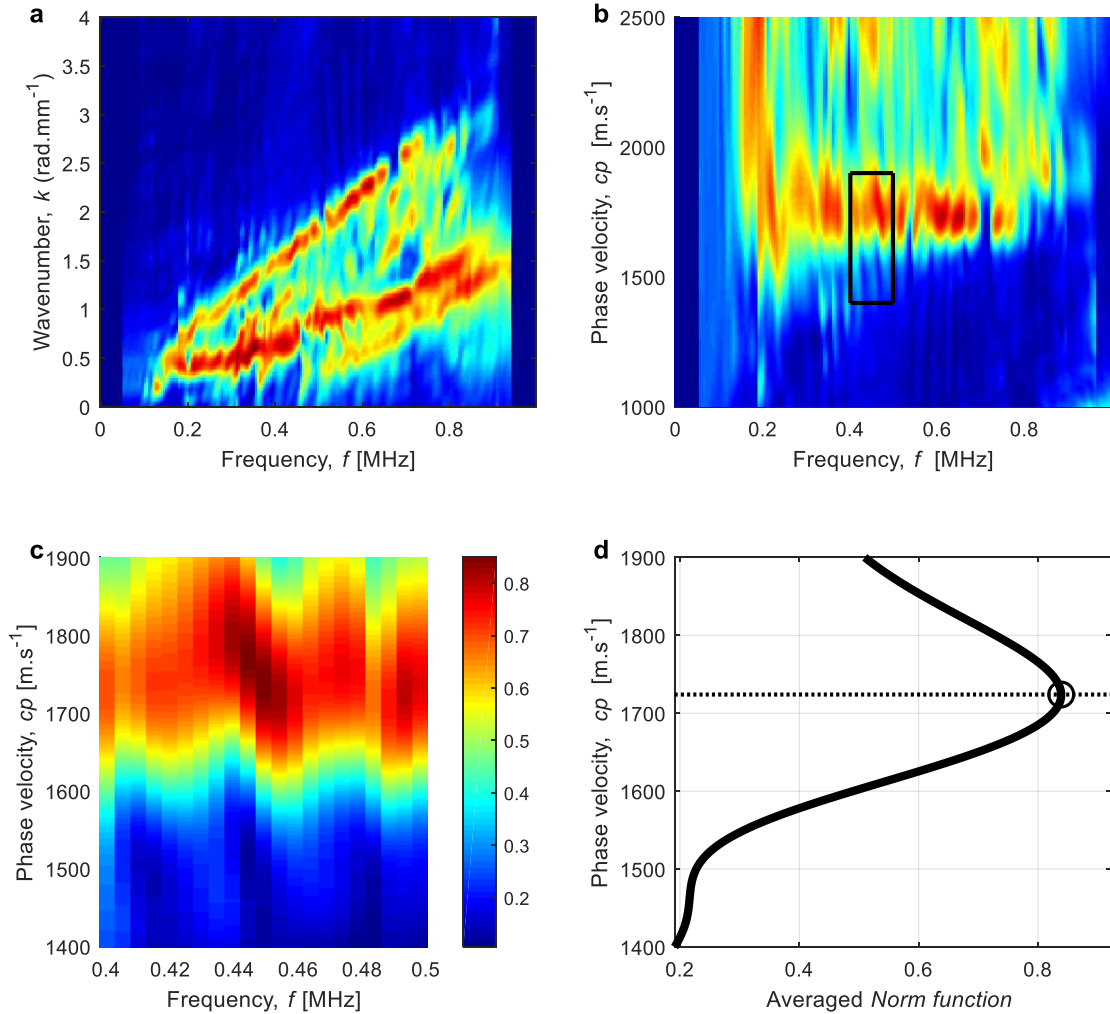 a
4
3.5
3
2.5
2
1.5
1
0.5
0
Wavenumber, k (rad.mm⁻¹)
0 0.2 0.4 0.6 0.8
Frequency, f [MHz]
b
2500
2000
1500
1000
Phase velocity, cp [m.s⁻¹]
0 0.2 0.4 0.6 0.8
Frequency, f [MHz]
c
1900
1800
1700
1600
1500
1400
Phase velocity, cp [m.s⁻¹]
0.4 0.42 0.44 0.46 0.48 0.5
Frequency, f [MHz]
0.8
0.7
0.6
0.5
0.4
0.3
0.2
d
1900
1800
1700
1600
1500
1400
Phase velocity, cp [m.s⁻¹]
0.2 0.4 0.6 0.8
Averaged Norm function